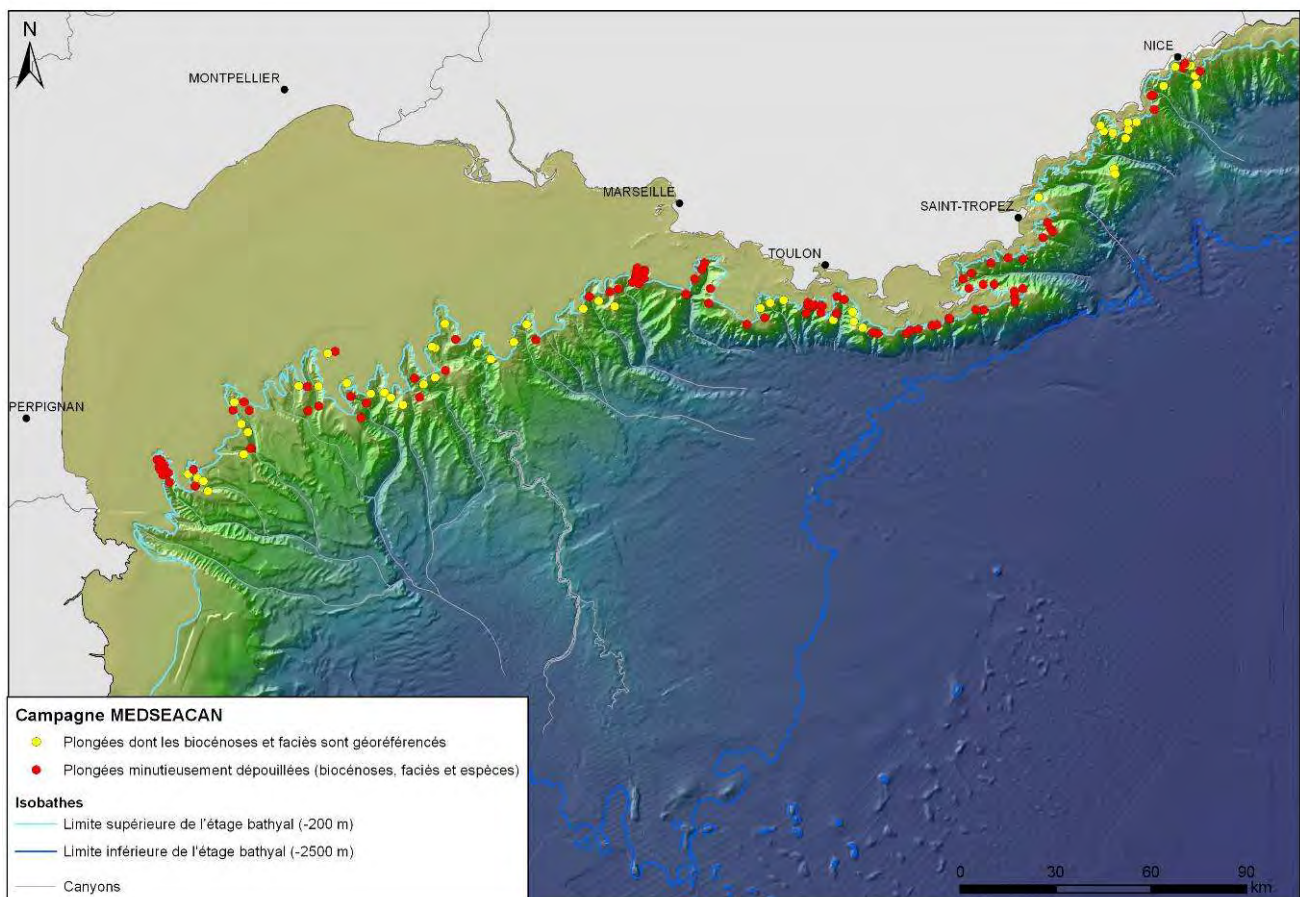 N
NICE
MONTPELLIER
MARSEILLE
SAINT-TROPEZ
TOULON
PERPIGNAN
Campagne MEDSEACAN
Plongées dont les biocénoses et faciès sont géoréférencés
Plongées minutieusement dépouillées (biocénoses, faciès et espèces)
Isobathes
Limite supérieure de l'étage bathyal (-200 m)
Limite inférieure de l'étage bathyal (-2500 m)
Canyons
0 30 60 90
km